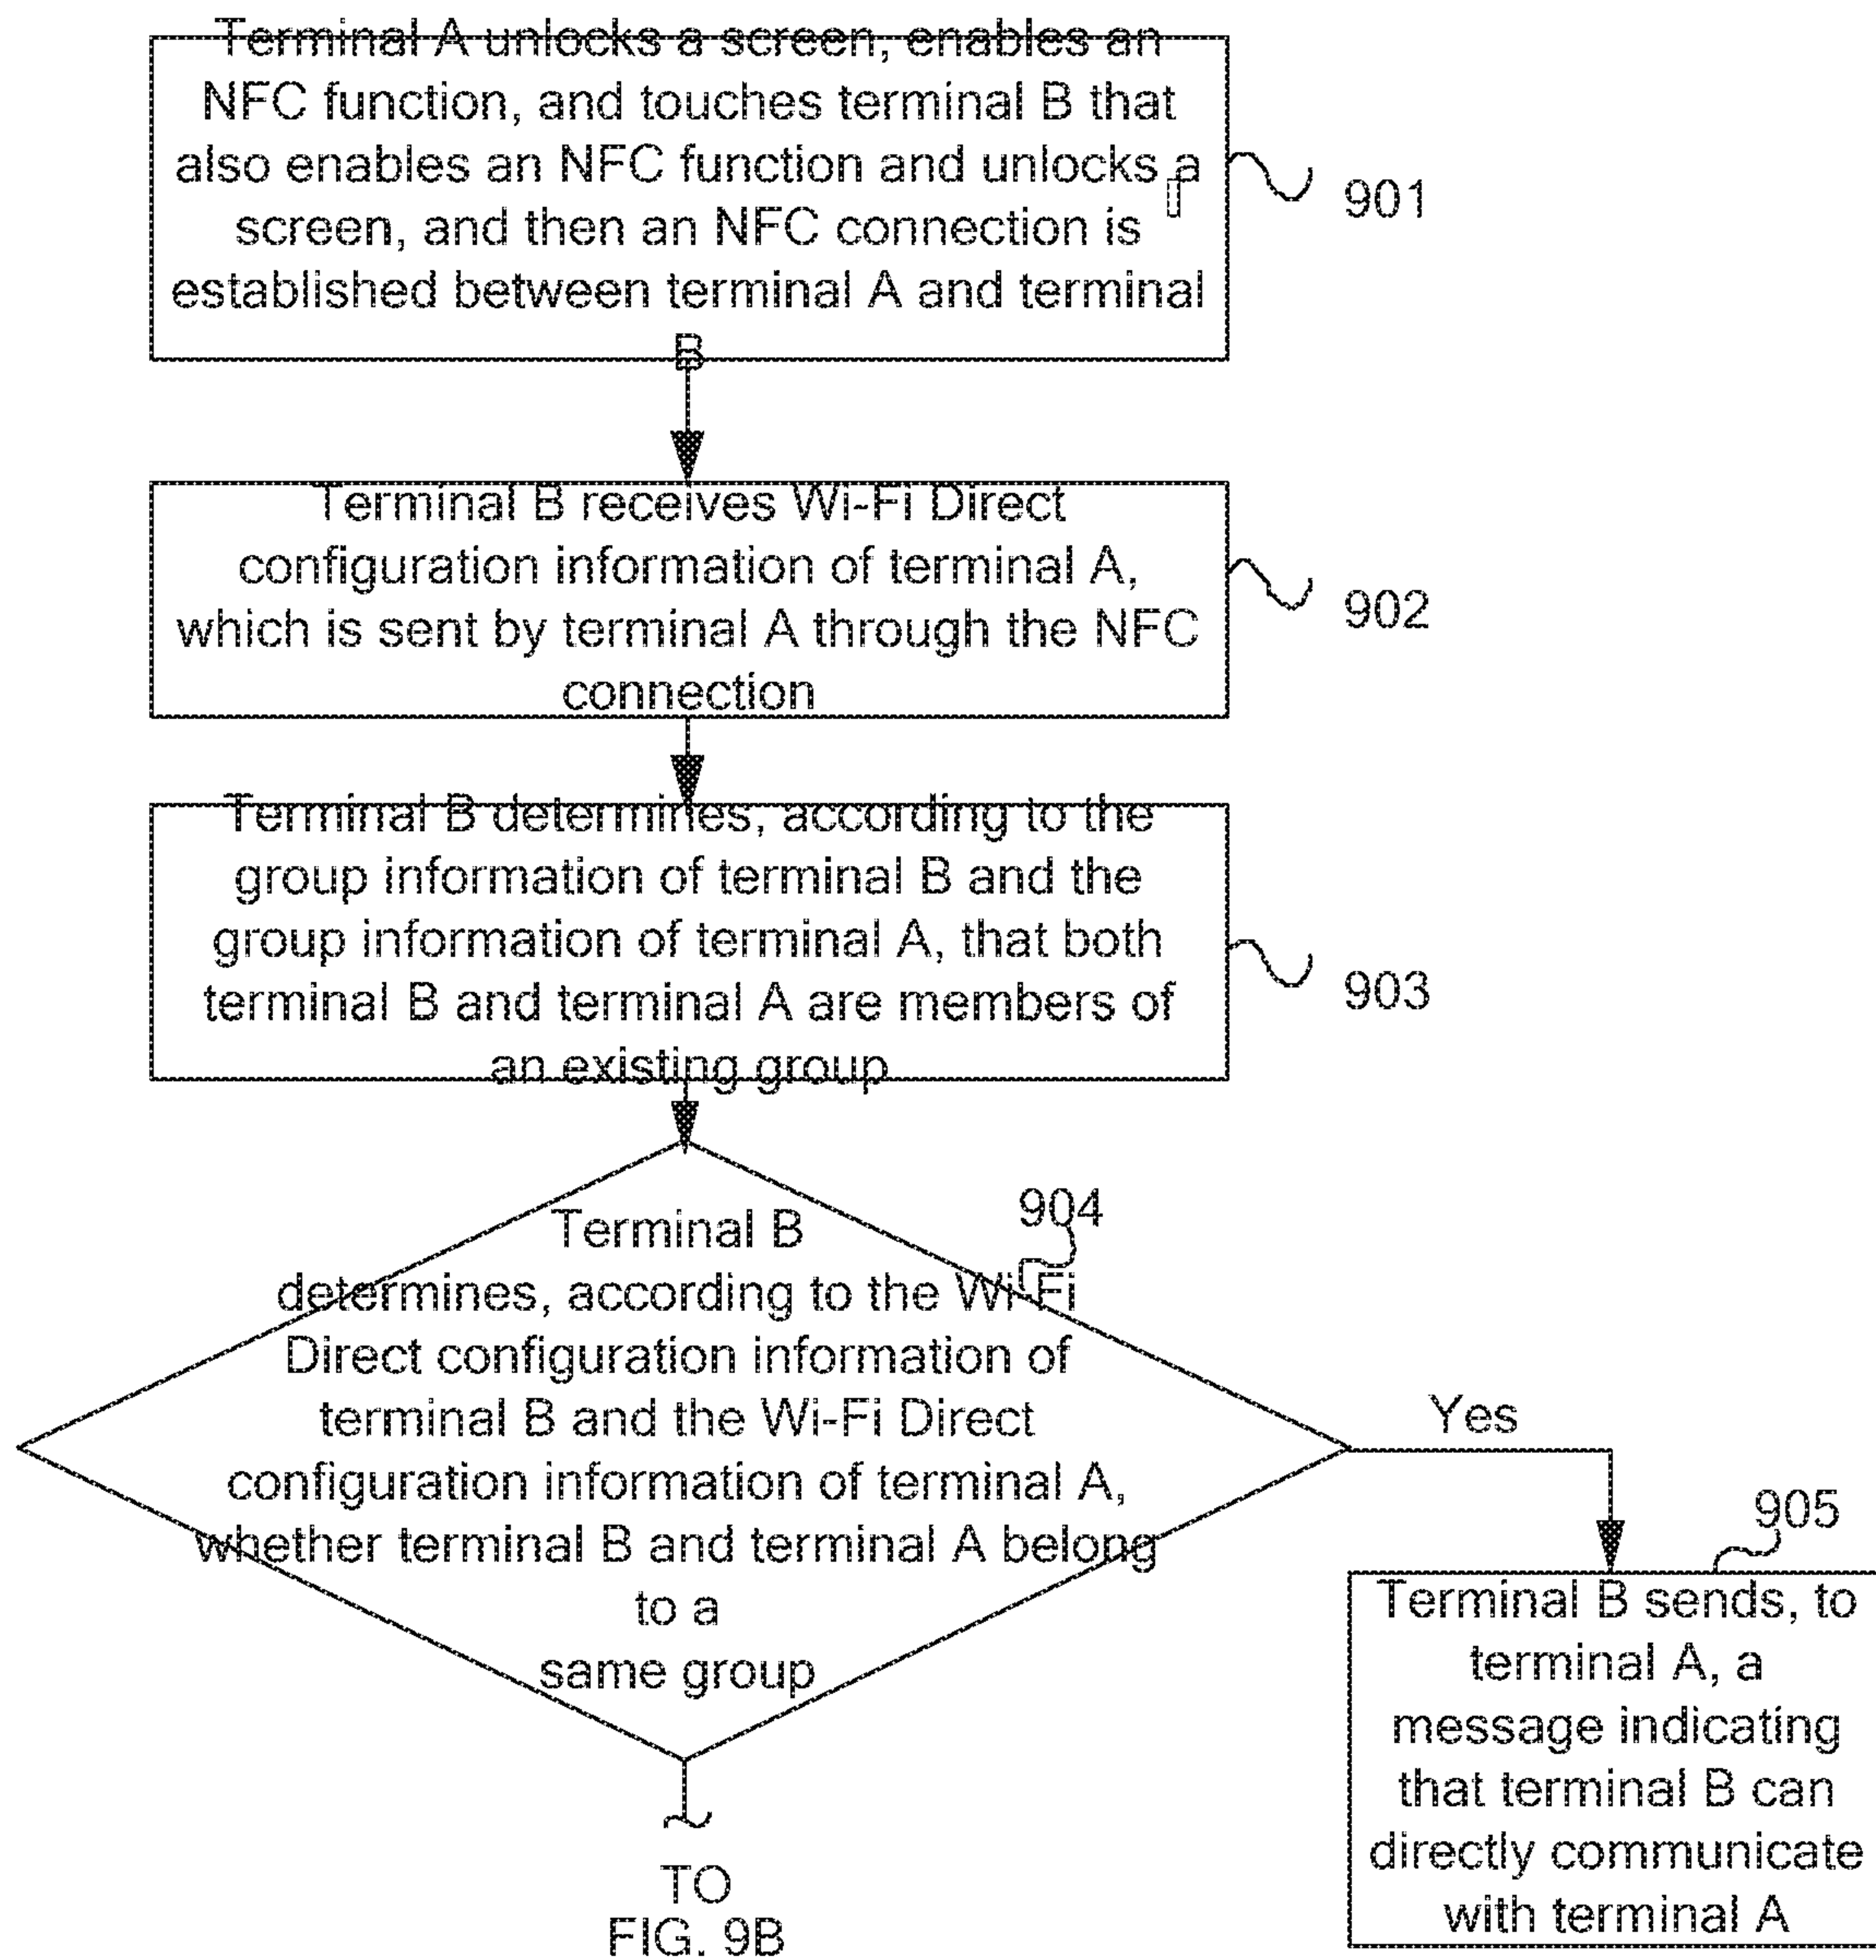 Terminal A unlocks a screen, enables an
NFC function, and touches terminal B that
also enables an NFC function and unlocks a
screen, and then an NFC connection is
established between terminal A and terminal
B
901
Terminal B receives Wi-Fi Direct
configuration information of terminal A,
which is sent by terminal A through the NFC
connection
902
Terminal B determines, according to the
group information of terminal B and the
group information of terminal A, that both
terminal B and terminal A are members of
an existing group
903
904
Terminal B
determines, according to the Wi-Fi
Direct configuration information of
terminal B and the Wi-Fi Direct
configuration information of terminal A,
whether terminal B and terminal A belong
to a
same group
Yes
905
Terminal B sends, to
terminal A, a
message indicating
that terminal B can
directly communicate
with terminal A
TO
FIG. 9B